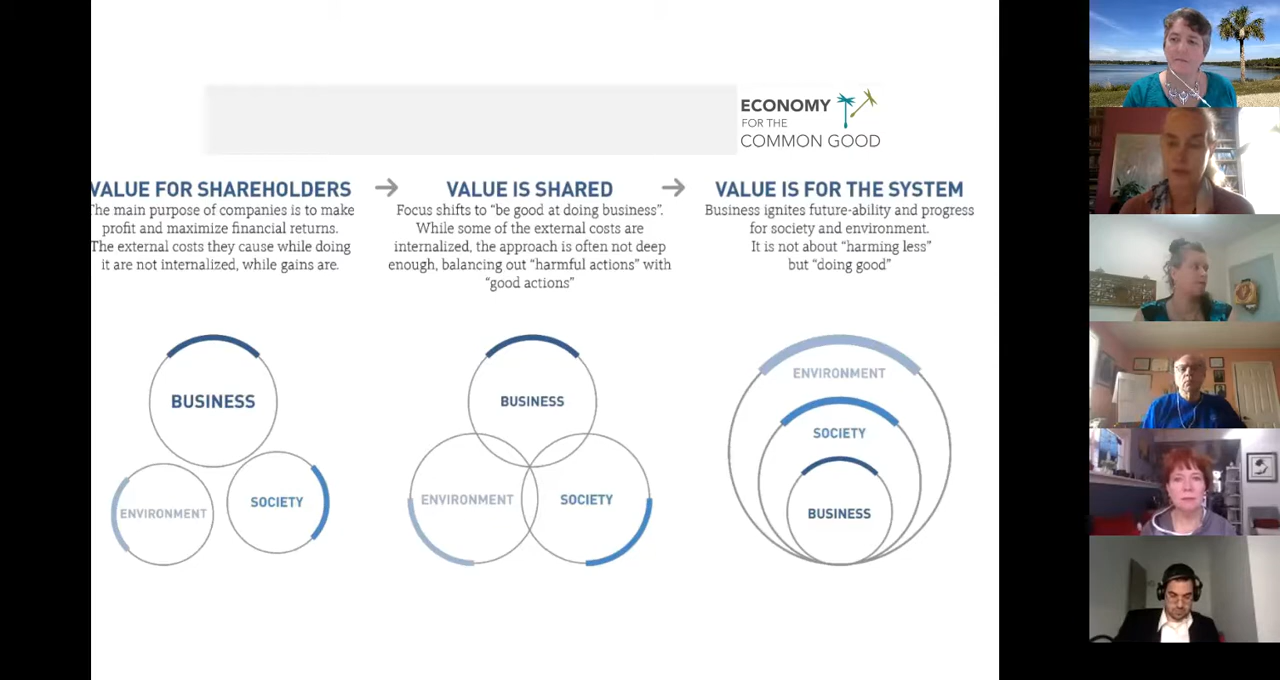 ECONOMY
FOR THE
COMMON GOOD
VALUE FOR SHAREHOLDERS
The main purpose of companies is to make
profit and maximize financial returns.
The external costs they cause while doing
it are not internalized, while gains are.
VALUE IS SHARED
Focus shifts to “be good at doing business”.
While some of the external costs are
internalized, the approach is often not deep
enough, balancing out “harmful actions” with
“good actions”
VALUE IS FOR THE SYSTEM
Business ignites future-ability and progress
for society and environment.
It is not about “harming less”
but “doing good”
BUSINESS
ENVIRONMENT
SOCIETY
BUSINESS
ENVIRONMENT
SOCIETY
ENVIRONMENT
SOCIETY
BUSINESS